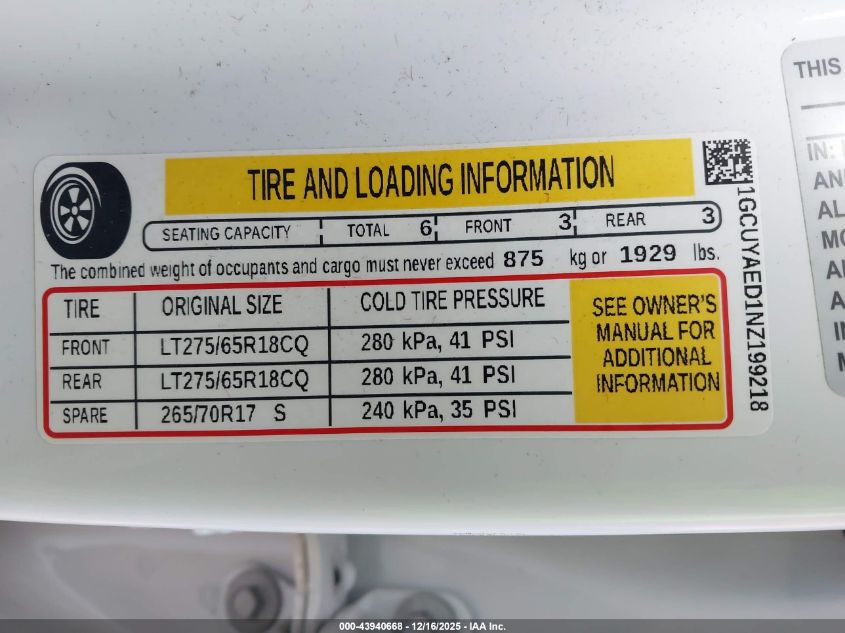 TIRE AND LOADING INFORMATION
SEATING CAPACITY TOTAL 6 FRONT 3 REAR 3
The combined weight of occupants and cargo must never exceed 875 kg or 1929 lbs.
TIRE ORIGINAL SIZE COLD TIRE PRESSURE
FRONT LT275/65R18CQ 280 kPa, 41 PSI
REAR LT275/65R18CQ 280 kPa, 41 PSI
SPARE 265/70R17 S 240 kPa, 35 PSI
SEE OWNER'S
MANUAL FOR
ADDITIONAL
INFORMATION
1GCUYAED1NZ199218
THIS
000-43940668 - 12/16/2025 - IAA Inc.